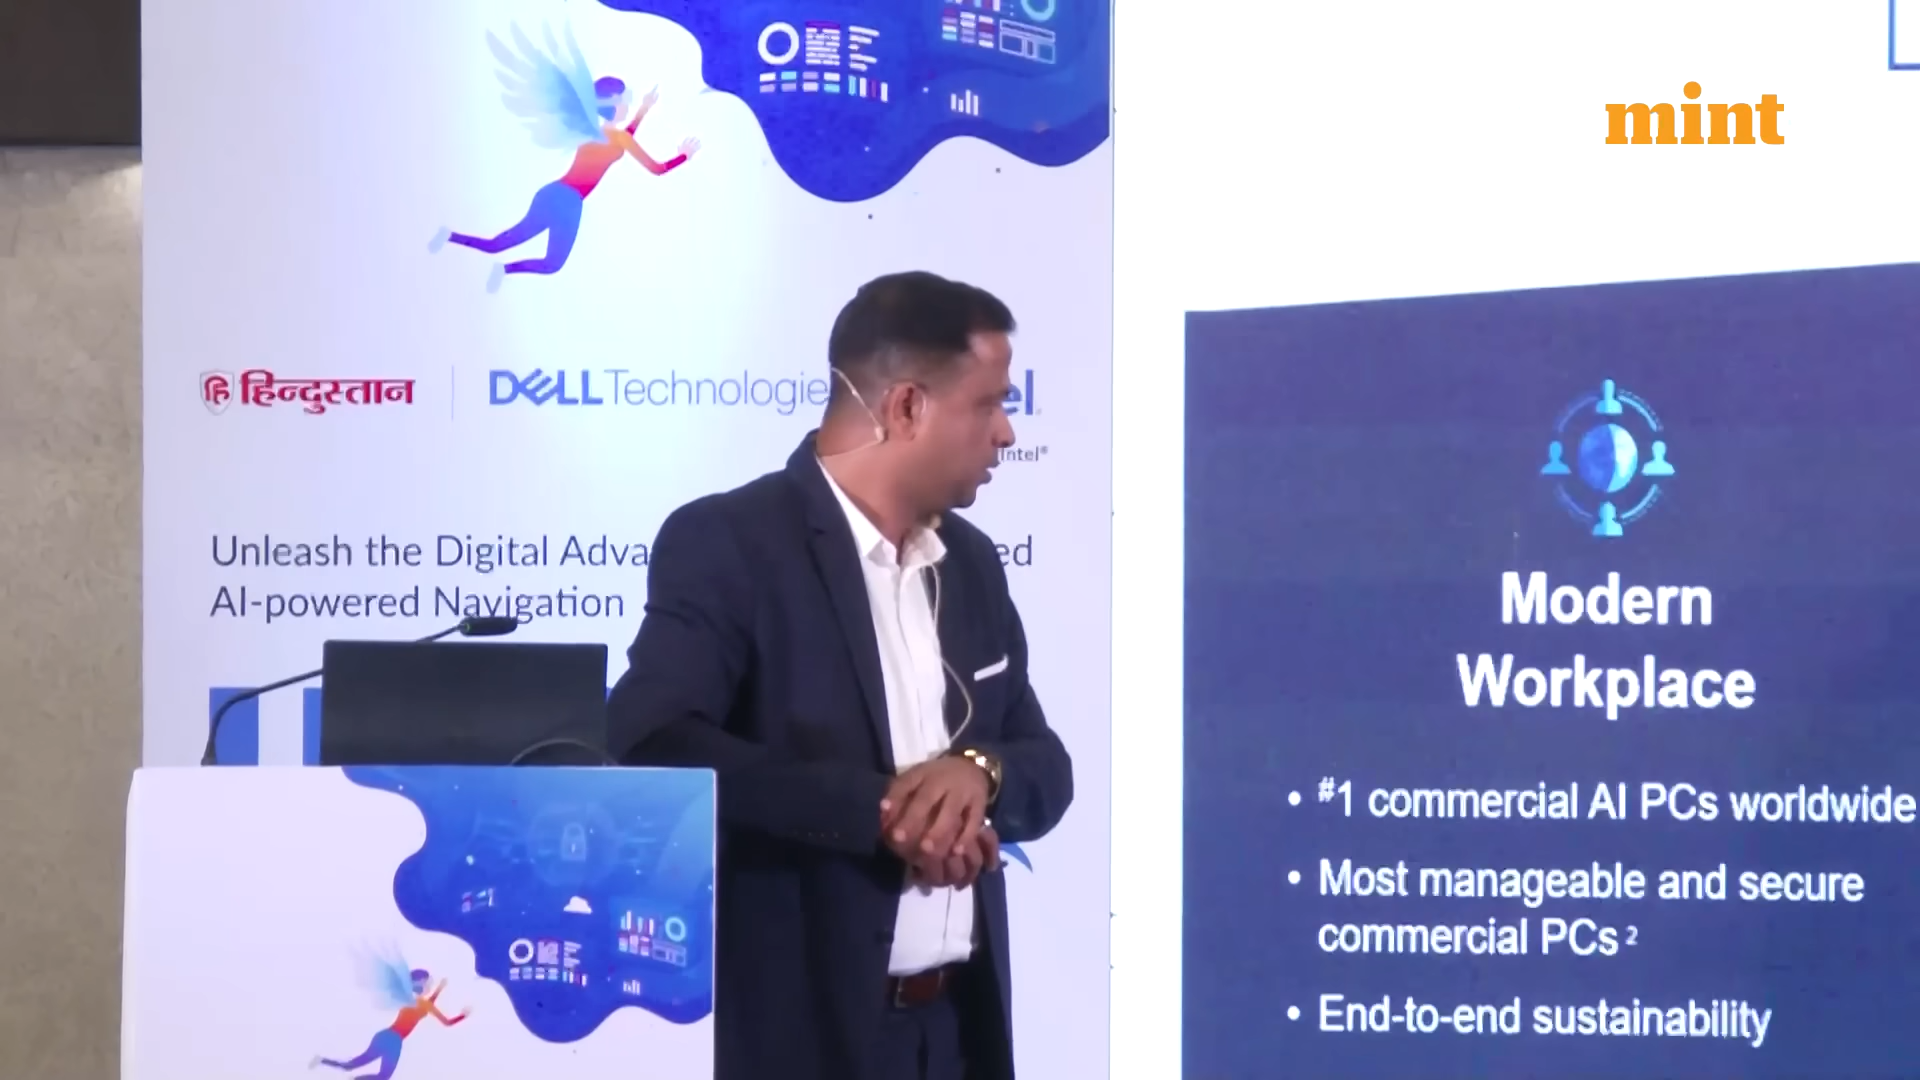 mint
हिन्दुस्तान
DELL Technologie
el.
Intel®
Unleash the Digital Adva ed
AI-powered Navigation
Modern
Workplace
• #1 commercial AI PCs worldwide
• Most manageable and secure
commercial PCs 2
• End-to-end sustainability